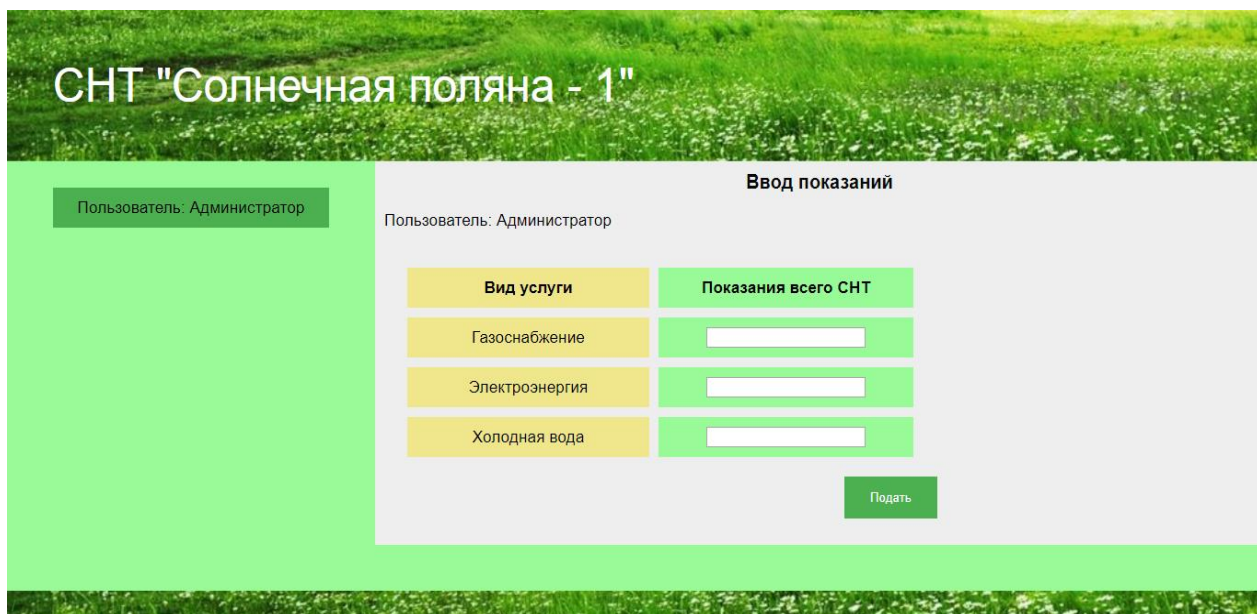 СНТ "Солнечная поляна - 1"
Пользователь: Администратор
Ввод показаний
Пользователь: Администратор
Вид услуги Показания всего СНТ
Газоснабжение
Электроэнергия
Холодная вода
Подать